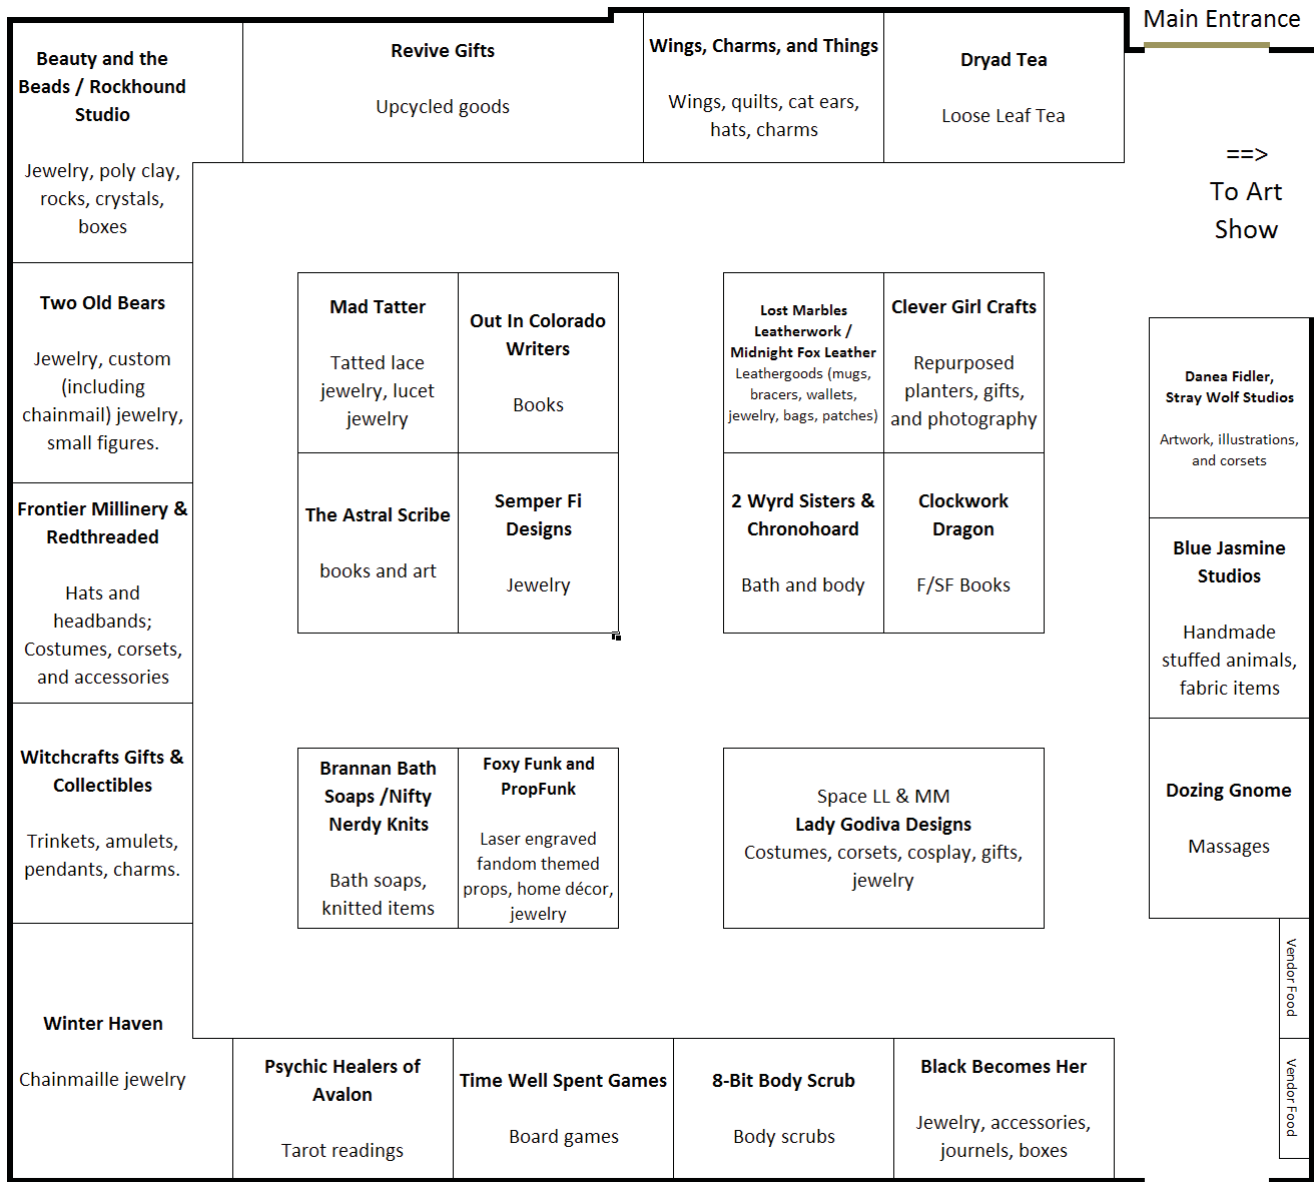 Main Entrance
Beauty and the
Beads / Rockhound
Studio
Jewelry, poly clay,
rocks, crystals,
boxes
Revive Gifts
Upcycled goods
Wings, Charms, and Things
Wings, quilts, cat ears,
hats, charms
Dryad Tea
Loose Leaf Tea
==>
To Art
Show
Two Old Bears
Jewelry, custom
(including
chainmail) jewelry,
small figures.
Mad Tatter
Tatted lace
jewelry, lucet
jewelry
Out In Colorado
Writers
Books
Lost Marbles
Leatherwork /
Midnight Fox Leather
Leathergoods (mugs,
bracers, wallets,
jewelry, bags, patches)
Clever Girl Crafts
Repurposed
planters, gifts,
and photography
Danea Fidler,
Stray Wolf Studios
Artwork, illustrations,
and corsets
Frontier Millinery &
Redthreaded
Hats and
headbands;
Costumes, corsets,
and accessories
The Astral Scribe
books and art
Semper Fi
Designs
Jewelry
2 Wyrd Sisters &
Chronohoard
Bath and body
Clockwork
Dragon
F/SF Books
Blue Jasmine
Studios
Handmade
stuffed animals,
fabric items
Witchcrafts Gifts &
Collectibles
Trinkets, amulets,
pendants, charms.
Brannan Bath
Soaps /Nifty
Nerdy Knits
Bath soaps,
knitted items
Foxy Funk and
PropFunk
Laser engraved
fandom themed
props, home décor,
jewelry
Space LL & MM
Lady Godiva Designs
Costumes, corsets, cosplay, gifts,
jewelry
Dozing Gnome
Massages
Vendor Food
Vendor Food
Winter Haven
Chainmaille jewelry
Psychic Healers of
Avalon
Tarot readings
Time Well Spent Games
Board games
8-Bit Body Scrub
Body scrubs
Black Becomes Her
Jewelry, accessories,
journels, boxes